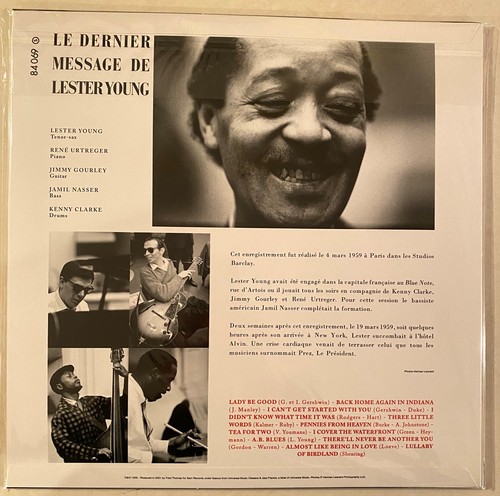 84 069 S
LE DERNIER
MESSAGE DE
LESTER YOUNG
LESTER YOUNG
Tenor-sax
RENÉ URTREGER
Piano
JIMMY GOURLEY
Guitar
JAMIL NASSER
Bass
KENNY CLARKE
Drums
Cet enregistrement fut réalisé le 4 mars 1959 à Paris dans les Studios
Barclay.
Lester Young avait été engagé dans la capitale française au Blue Note,
rue d'Artois ou il jouait tous les soirs en compagnie de Kenny Clarke,
Jimmy Gourley et René Urtreger. Pour cette session le bassiste
américain Jamil Nasser complétait la formation.
Deux semaines après cet enregistrement, le 19 mars 1959, soit quelques
heures après son arrivée à New York, Lester succombait à l'hôtel
Alvin. Une crise cardiaque venait de terrasser celui que tous les
musiciens surnommait Prez, Le Président.
Photos Herman Leonard
LADY BE GOOD (G. et I. Gershwin) - BACK HOME AGAIN IN INDIANA
(J. Manley) - I CAN'T GET STARTED WITH YOU (Gershwin - Duke) - I
DIDN'T KNOW WHAT TIME IT WAS (Rodgers - Hart) - THREE LITTLE
WORDS (Kalmer - Ruby) - PENNIES FROM HEAVEN (Burke - A. Johnstone) -
TEA FOR TWO (V. Youmans) - I COVER THE WATERFRONT (Green - Hey-
mann) - A.B. BLUES (L. Young) - THERE'LL NEVER BE ANOTHER YOU
(Gordon - Warren) - ALMOST LIKE BEING IN LOVE (Loewe) - LULLABY
OF BIRDLAND (Shearing)